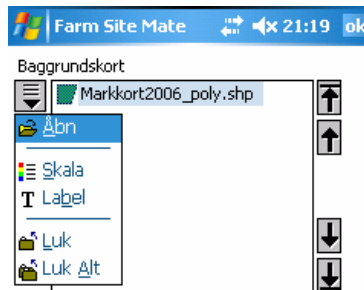 Farm Site Mate 21:19 ok
Baggrundskort
Markkort2006_poly.shp
Åbn
Skala
T Label
Luk
Luk Alt